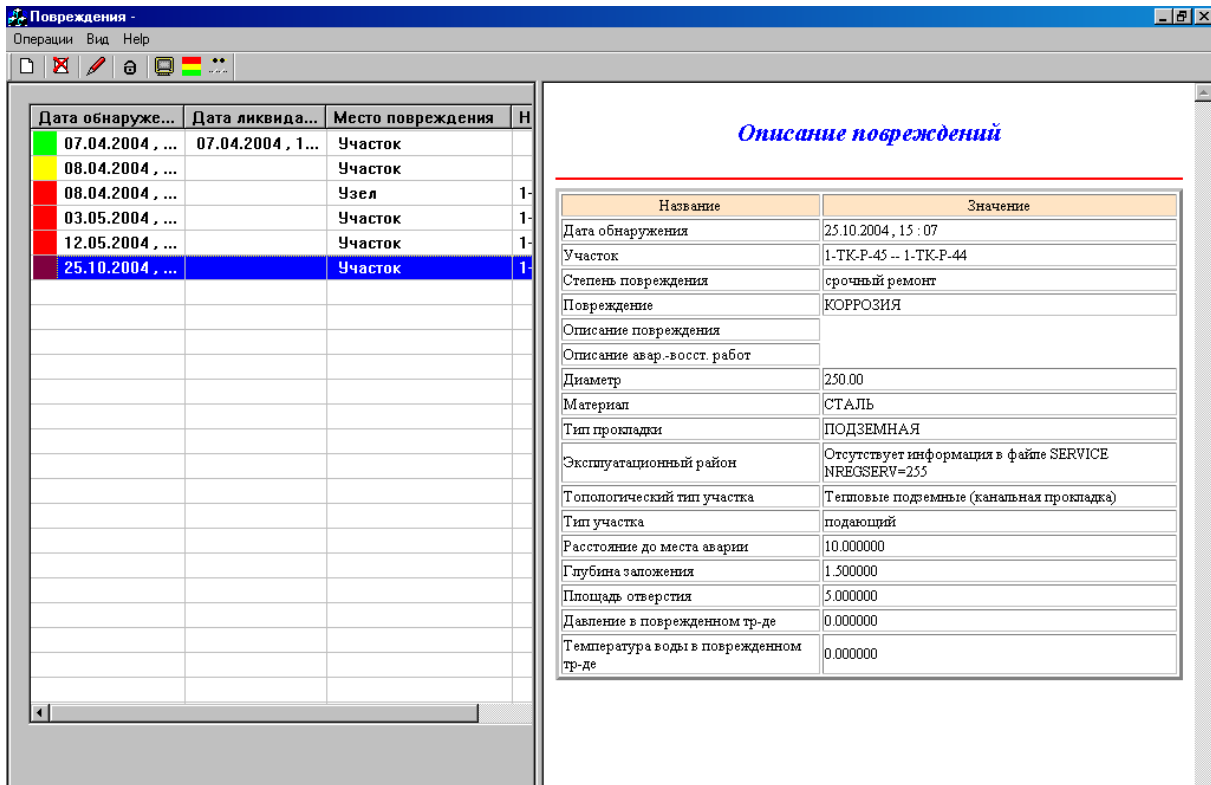 Повреждения -
Операции Вид Help
Дата обнаруже... Дата ликвида... Место повреждения Н
07.04.2004 , ... 07.04.2004 , 1... Участок
08.04.2004 , ... Участок
08.04.2004 , ... Узел 1-
03.05.2004 , ... Участок 1-
12.05.2004 , ... Участок 1-
25.10.2004 , ... Участок 1-
Описание повреждений
Название Значение
Дата обнаружения 25.10.2004 , 15 : 07
Участок 1-ТК-Р-45 -- 1-ТК-Р-44
Степень повреждения срочный ремонт
Повреждение КОРРОЗИЯ
Описание повреждения
Описание авар.-восст. работ
Диаметр 250.00
Материал СТАЛЬ
Тип прокладки ПОДЗЕМНАЯ
Эксплуатационный район Отсутствует информация в файле SERVICE
NREGSERV=255
Топологический тип участка Тепловые подземные (канальная прокладка)
Тип участка подающий
Расстояние до места аварии 10.000000
Глубина заложения 1.500000
Площадь отверстия 5.000000
Давление в поврежденном тр-де 0.000000
Температура воды в поврежденном
тр-де 0.000000